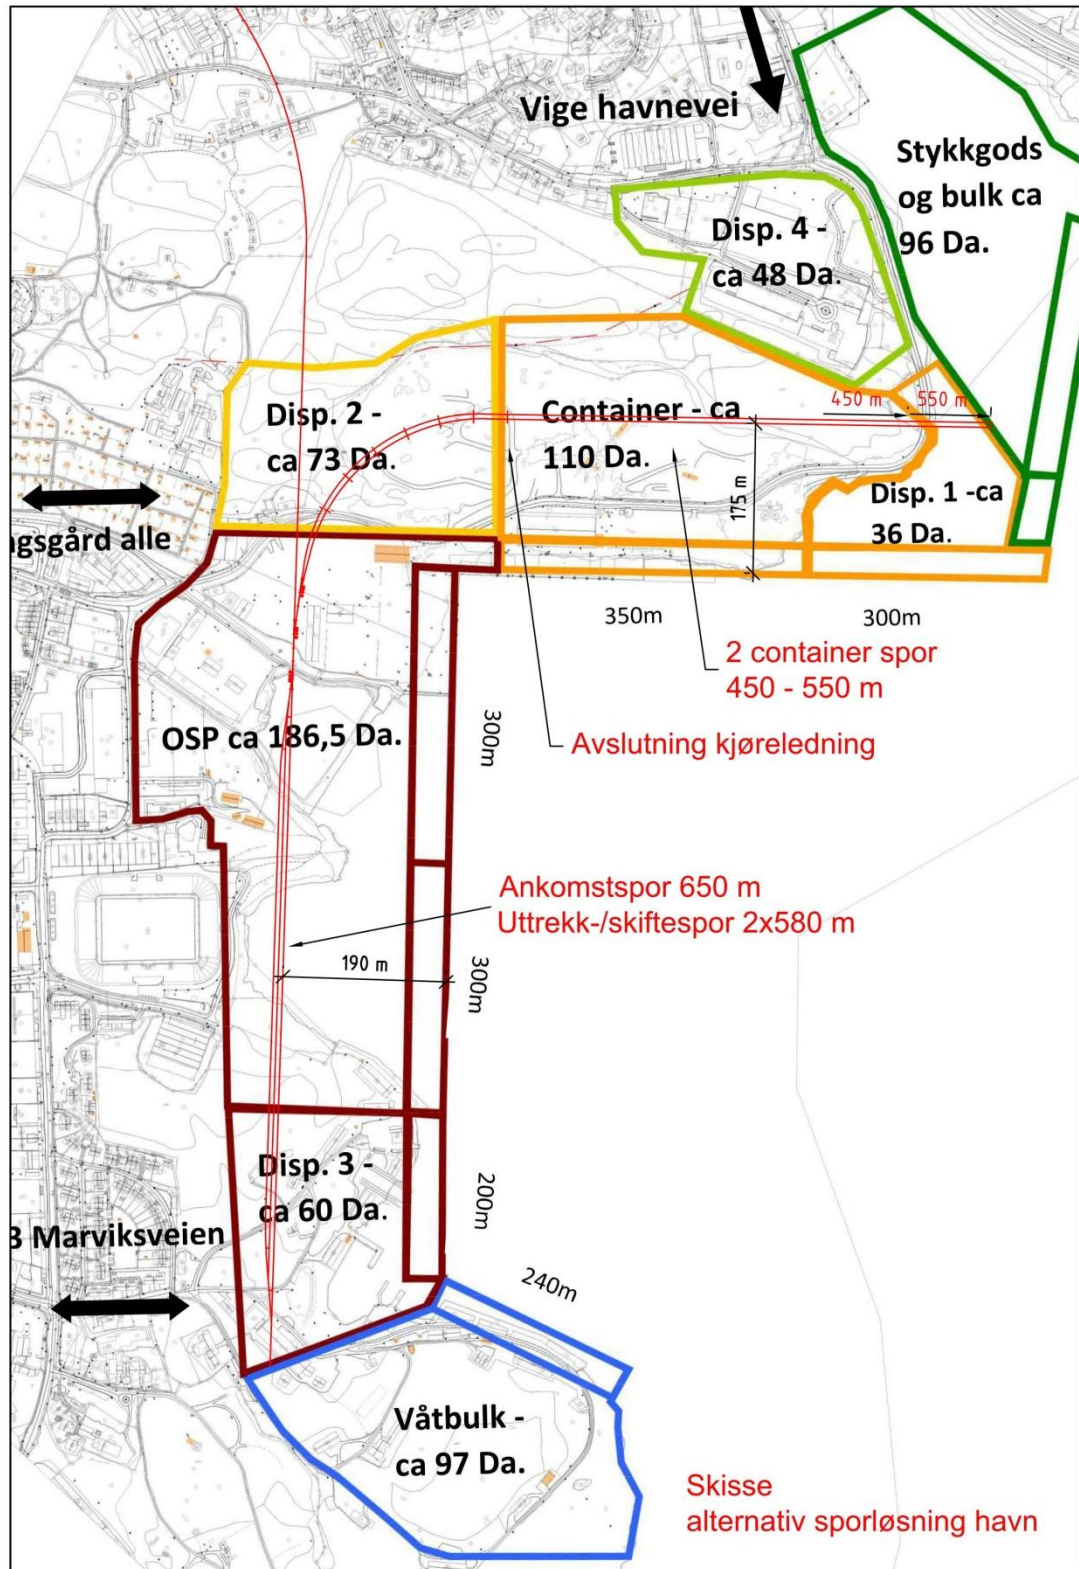 Vige havnevei
Stykkgods
og bulk ca
96 Da.
Disp. 4 -
ca 48 Da.
450 m
550 m
Disp. 2 -
ca 73 Da.
Container - ca
110 Da.
175 m
Disp. 1 -ca
36 Da.
ngsgård alle
350m
300m
2 container spor
450 - 550 m
Avslutning kjøreledning
OSP ca 186,5 Da.
300m
Ankomstspor 650 m
Uttrekk-/skiftespor 2x580 m
190 m
300m
Disp. 3 -
ca 60 Da.
200m
3 Marviksveien
240m
Våtbulk -
ca 97 Da.
Skisse
alternativ sporløsning havn